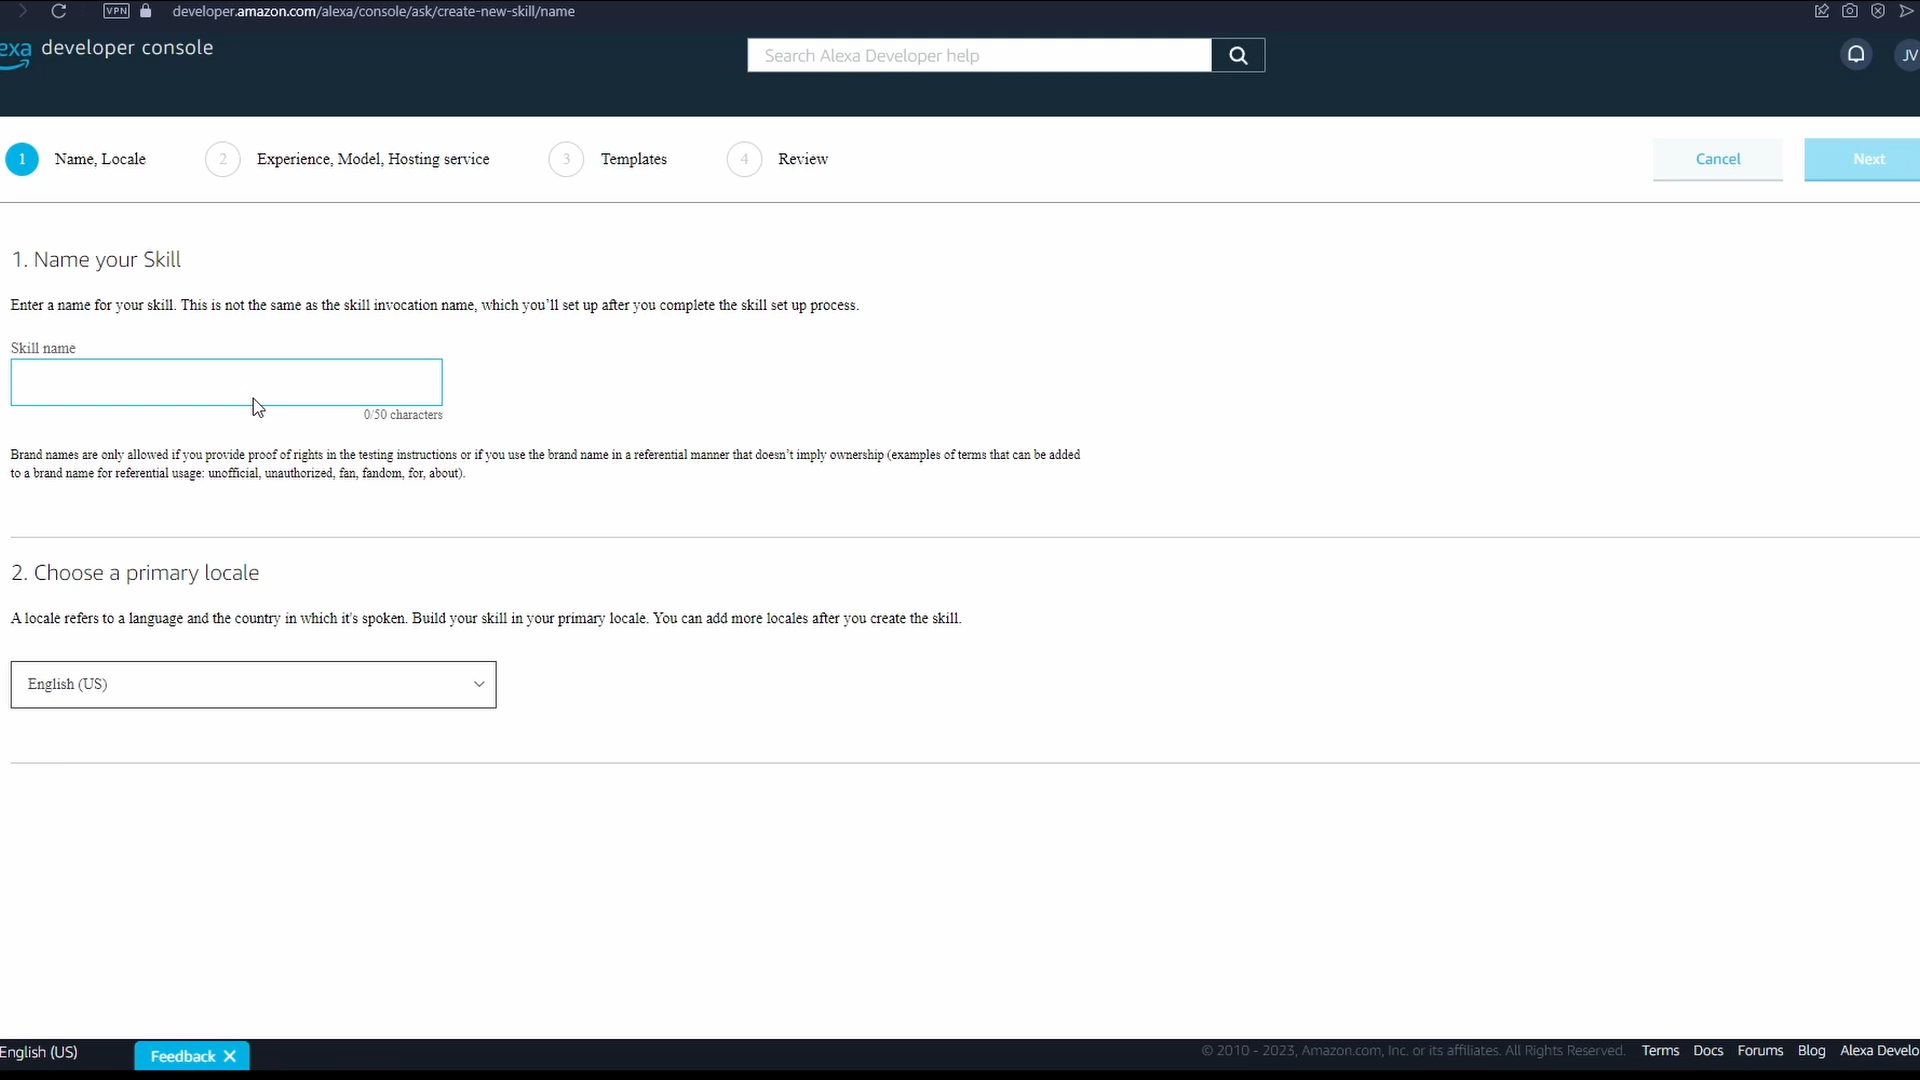 VPN developer.amazon.com/alexa/console/ask/create-new-skill/name
exa developer console
Search Alexa Developer help
JV
1 Name, Locale 2 Experience, Model, Hosting service 3 Templates 4 Review Cancel Next
1. Name your Skill
Enter a name for your skill. This is not the same as the skill invocation name, which you’ll set up after you complete the skill set up process.
Skill name
0/50 characters
Brand names are only allowed if you provide proof of rights in the testing instructions or if you use the brand name in a referential manner that doesn’t imply ownership (examples of terms that can be added
to a brand name for referential usage: unofficial, unauthorized, fan, fandom, for, about).
2. Choose a primary locale
A locale refers to a language and the country in which it's spoken. Build your skill in your primary locale. You can add more locales after you create the skill.
English (US)
English (US) Feedback © 2010 - 2023, Amazon.com, Inc. or its affiliates. All Rights Reserved. Terms Docs Forums Blog Alexa Develo